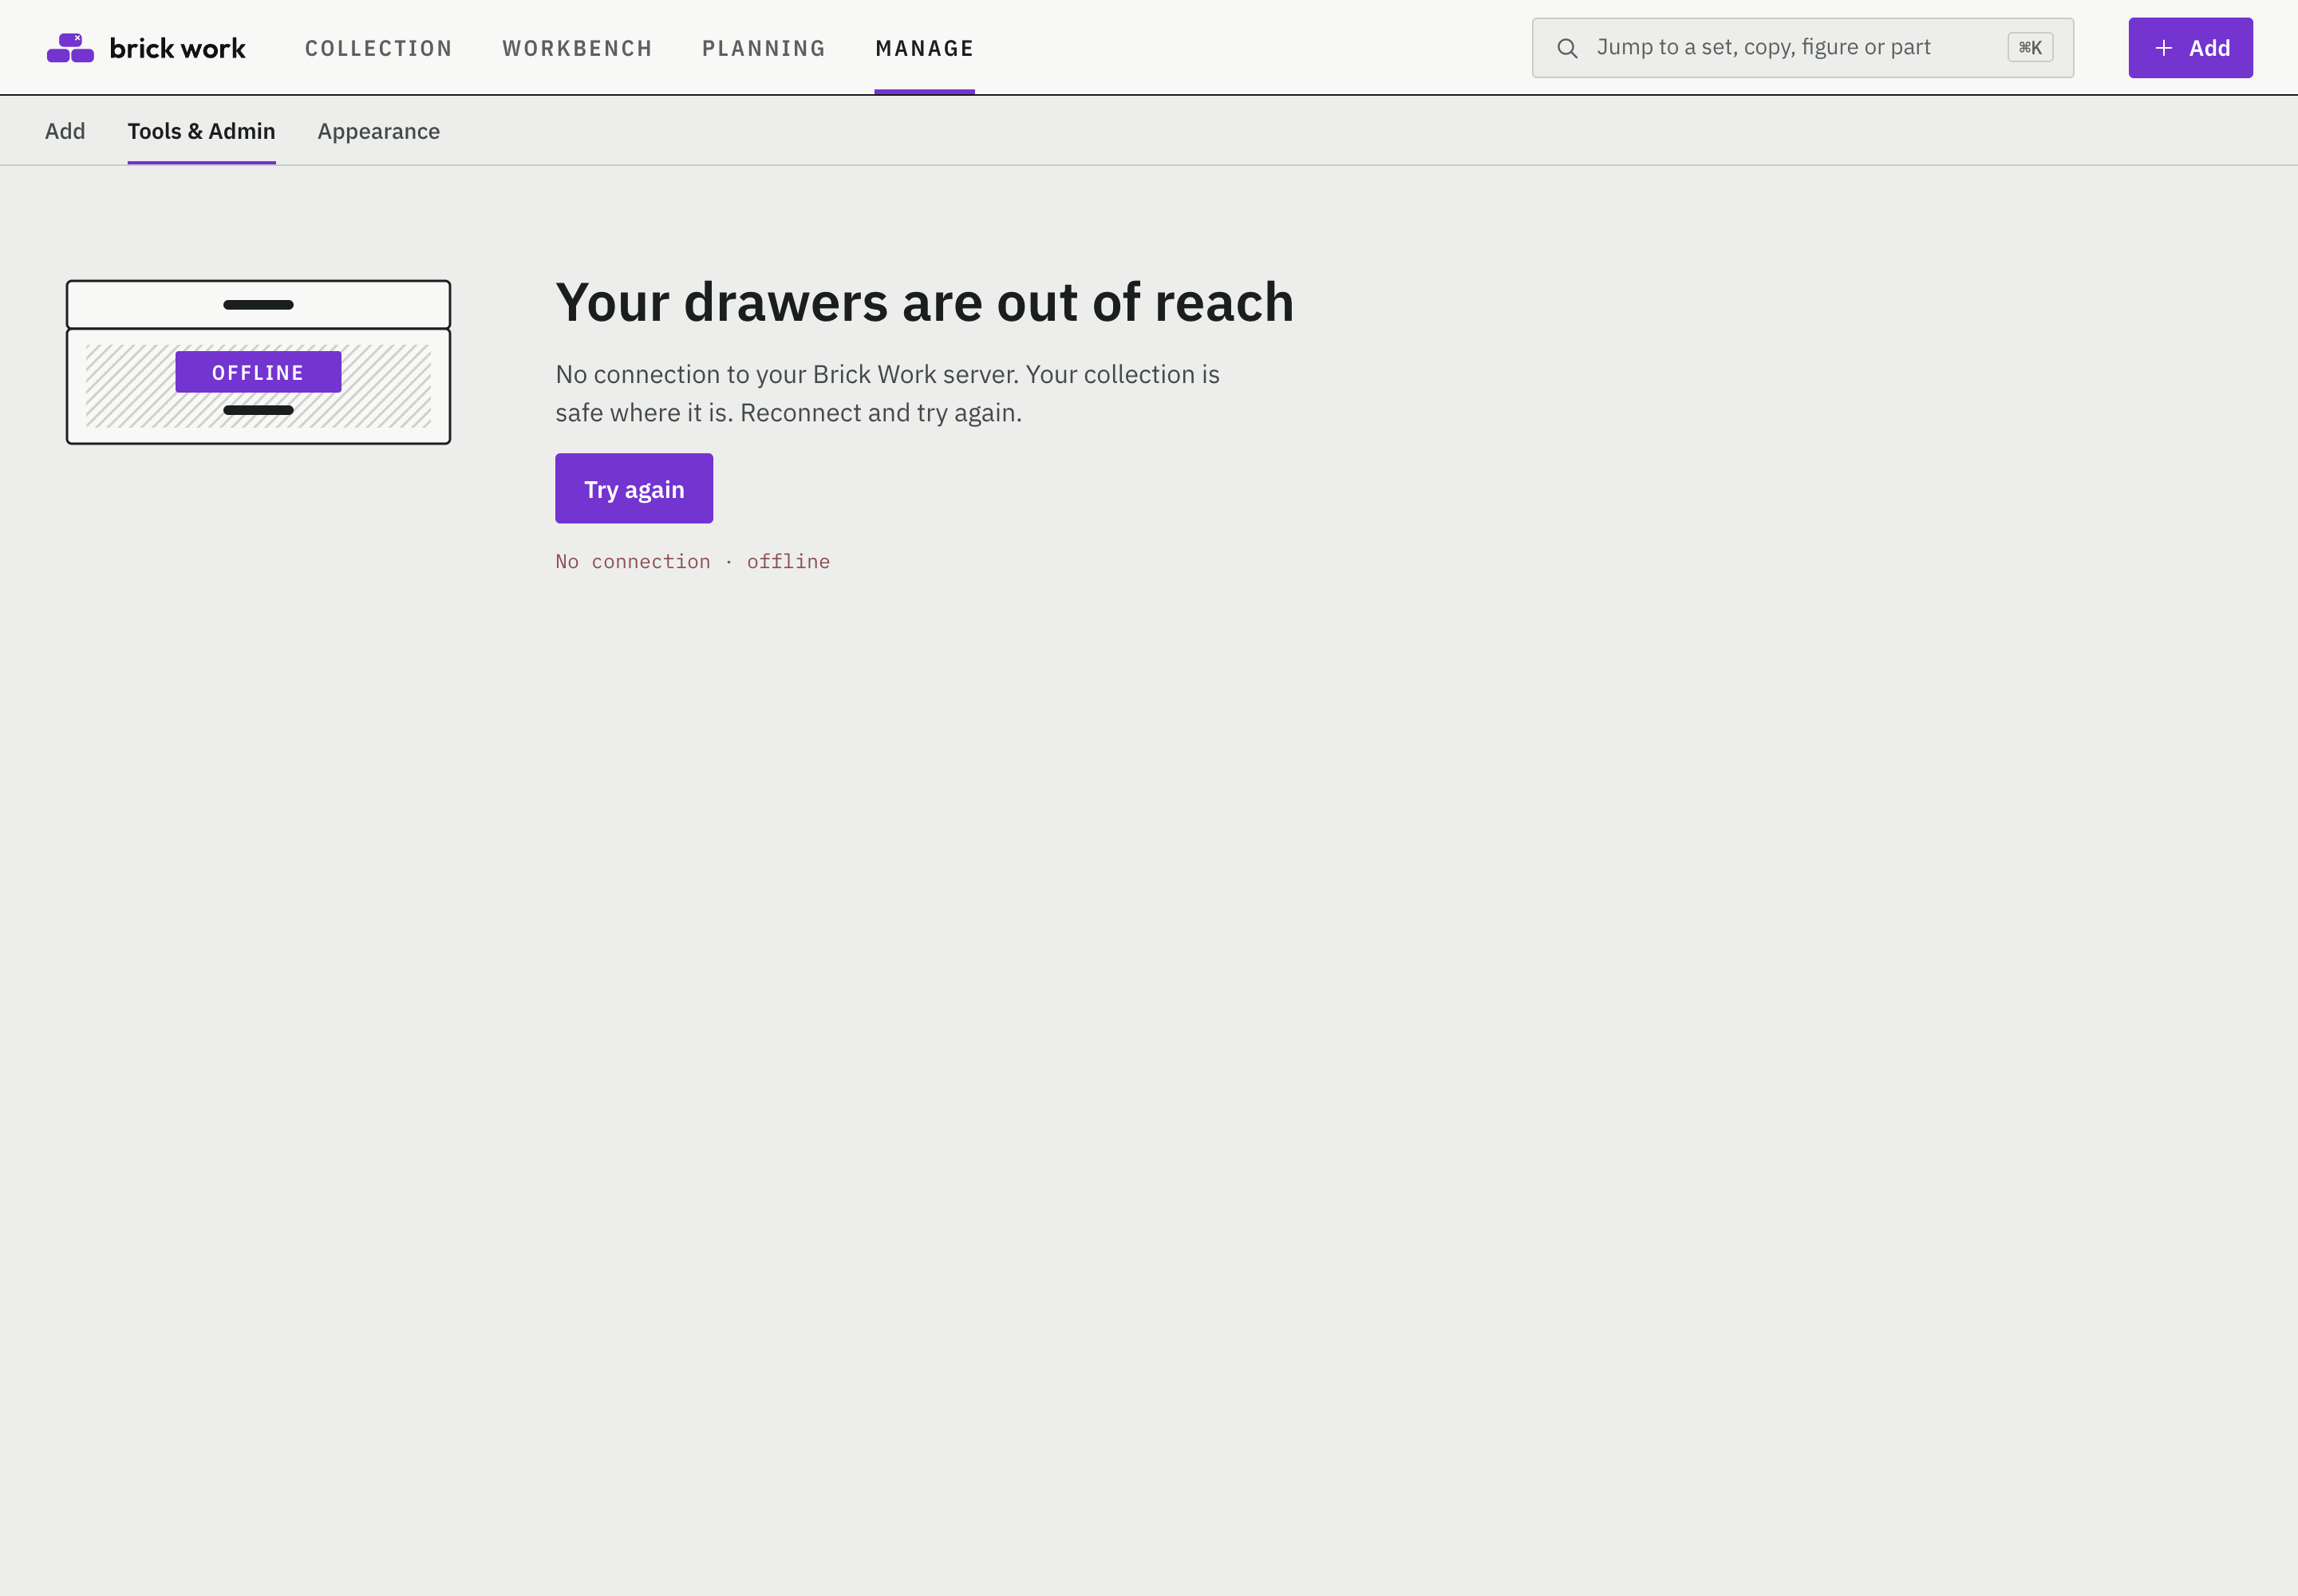 brick work
COLLECTION
WORKBENCH
PLANNING
MANAGE
Jump to a set, copy, figure or part
⌘K
+ Add
Add
Tools & Admin
Appearance
OFFLINE
Your drawers are out of reach
No connection to your Brick Work server. Your collection is
safe where it is. Reconnect and try again.
Try again
No connection · offline